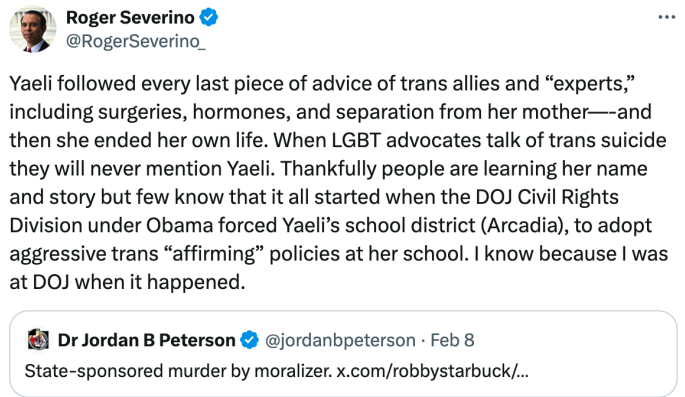 Roger Severino
@RogerSeverino_
Yaeli followed every last piece of advice of trans allies and “experts,”
including surgeries, hormones, and separation from her mother—-and
then she ended her own life. When LGBT advocates talk of trans suicide
they will never mention Yaeli. Thankfully people are learning her name
and story but few know that it all started when the DOJ Civil Rights
Division under Obama forced Yaeli’s school district (Arcadia), to adopt
aggressive trans “affirming” policies at her school. I know because I was
at DOJ when it happened.
Dr Jordan B Peterson @jordanbpeterson · Feb 8
State-sponsored murder by moralizer. x.com/robbystarbuck/...